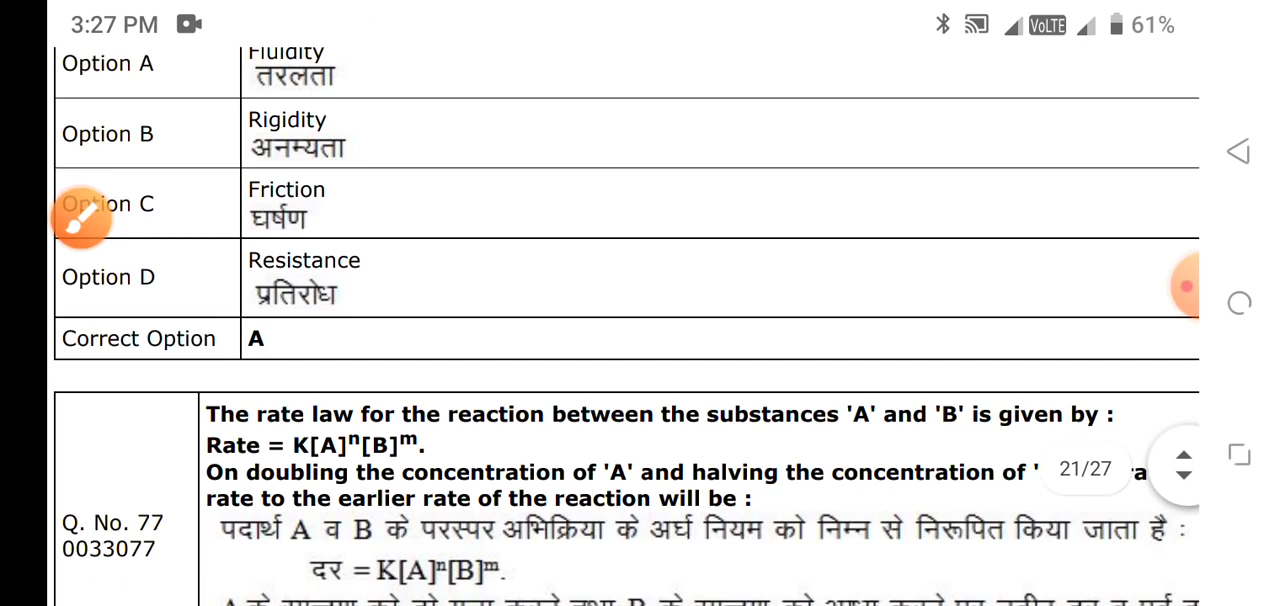 3:27 PM
VoLTE 61%
Option A
Fluidity
तरलता
Option B
Rigidity
अनम्यता
Option C
Friction
घर्षण
Option D
Resistance
प्रतिरोध
Correct Option
A
Q. No. 77
0033077
The rate law for the reaction between the substances 'A' and 'B' is given by :
Rate = K[A]ⁿ[B]ᵐ.
On doubling the concentration of 'A' and halving the concentration of '
rate to the earlier rate of the reaction will be :
21/27
पदार्थ A व B के परस्पर अभिक्रिया के अर्घ नियम को निम्न से निरूपित किया जाता है :
दर = K[A]ⁿ[B]ᵐ.